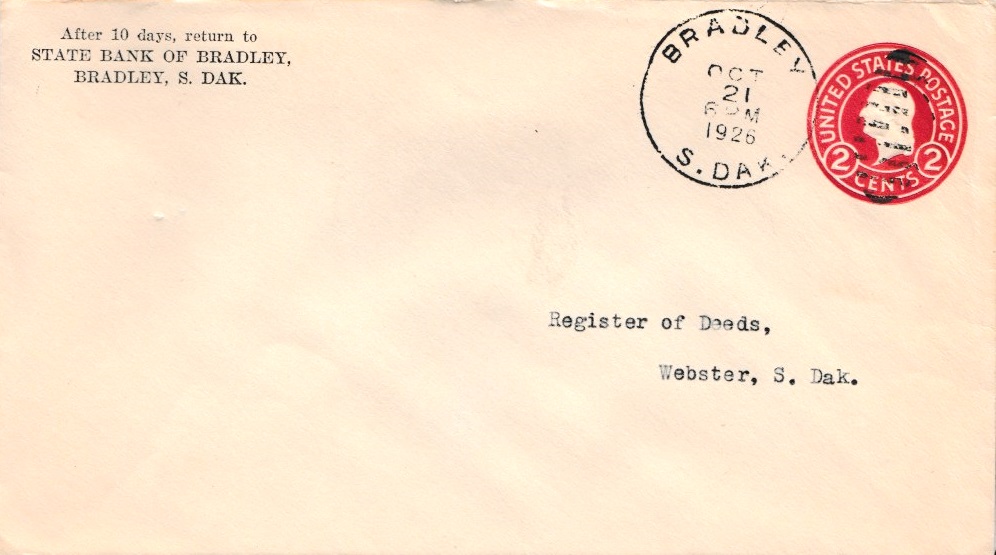 After 10 days, return to
STATE BANK OF BRADLEY,
BRADLEY, S. DAK.
BRADLEY
OCT
21
6 PM
1926
S. DAK.
UNITED STATES POSTAGE
2 CENTS 2
Register of Deeds,
Webster, S. Dak.